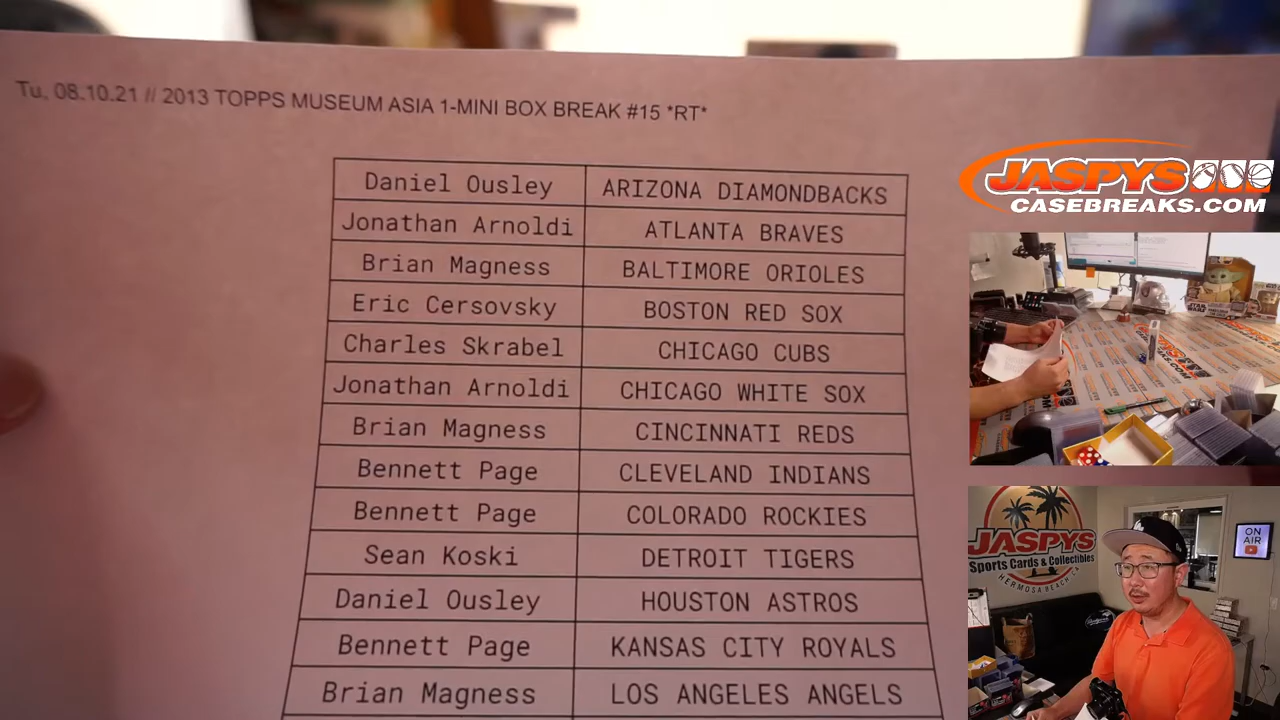 Tu, 08.10.21 // 2013 TOPPS MUSEUM ASIA 1-MINI BOX BREAK #15 *RT*
Daniel Ousley ARIZONA DIAMONDBACKS
Jonathan Arnoldi ATLANTA BRAVES
Brian Magness BALTIMORE ORIOLES
Eric Cersovsky BOSTON RED SOX
Charles Skrabel CHICAGO CUBS
Jonathan Arnoldi CHICAGO WHITE SOX
Brian Magness CINCINNATI REDS
Bennett Page CLEVELAND INDIANS
Bennett Page COLORADO ROCKIES
Sean Koski DETROIT TIGERS
Daniel Ousley HOUSTON ASTROS
Bennett Page KANSAS CITY ROYALS
Brian Magness LOS ANGELES ANGELS
JASPYS
CASEBREAKS.COM
JASPYS
Sports Cards & Collectibles
HERMOSA BEACH CA
ON
AIR